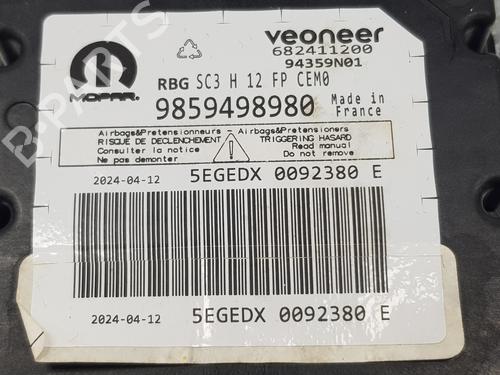 veoneer
682411200
94359N01
MOPAR
RBG SC3 H 12 FP CEM0
9859498980 Made in
France
Airbags&Pretensionneurs - Airbags&Pretensioners
RISQUE DE DECLENCHEMENT TRIGGERING HASARD
Consulter la notice Read manual
Ne pas demonter Do not remove
2024-04-12 5EGEDX 0092380 E
2024-04-12 5EGEDX 0092380 E